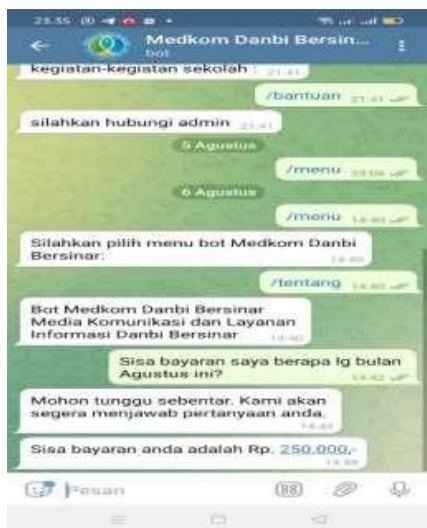 23.55
Medkom Danbi Bersin...
bot
kegiatan-kegiatan sekolah : 21:41
/bantuan 21:41
silahkan hubungi admin 21:41
5 Agustus
/menu
6 Agustus
/menu 14:40
Silahkan pilih menu bot Medkom Danbi
Bersinar: 14:40
/tentang 14:40
Bot Medkom Danbi Bersinar
Media Komunikasi dan Layanan
Informasi Danbi Bersinar 14:40
Sisa bayaran saya berapa lg bulan
Agustus ini? 14:42
Mohon tunggu sebentar. Kami akan
segera menjawab pertanyaan anda. 14:42
Sisa bayaran anda adalah Rp. 250.000,-
Pesan